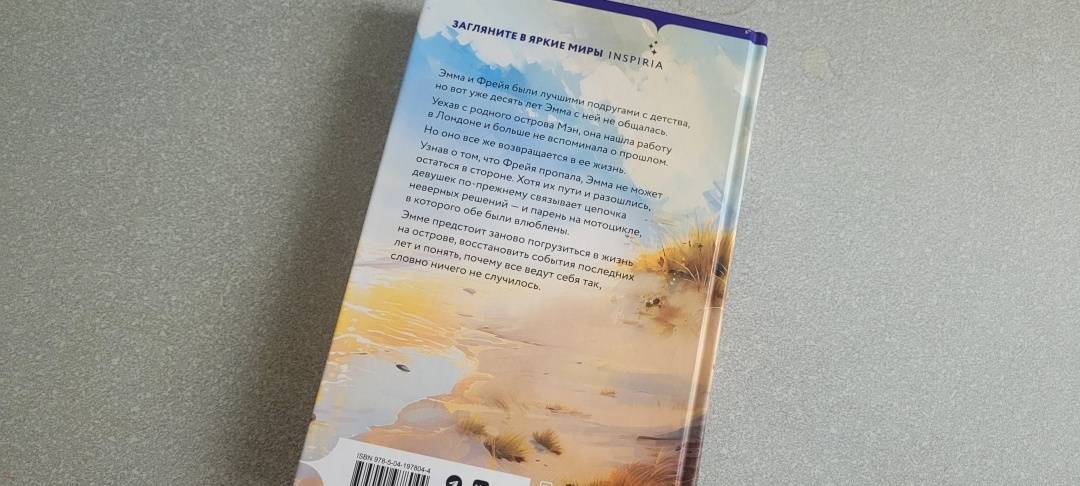 ЗАГЛЯНИТЕ В ЯРКИЕ МИРЫ INSPIRIA
Эмма и Фрейя были лучшими подругами с детства,
но вот уже десять лет Эмма с ней не общалась.
Уехав с родного острова Мэн, она нашла работу
в Лондоне и больше не вспоминала о прошлом.
Но оно все же возвращается в ее жизнь.
Узнав о том, что Фрейя пропала, Эмма не может
остаться в стороне. Хотя их пути и разошлись,
девушек по-прежнему связывает цепочка
неверных решений — и парень на мотоцикле,
в которого обе были влюблены.
Эмме предстоит заново погрузиться в жизнь
на острове, восстановить события последних
лет и понять, почему все ведут себя так,
словно ничего не случилось.
ISBN 978-5-04-197804-4